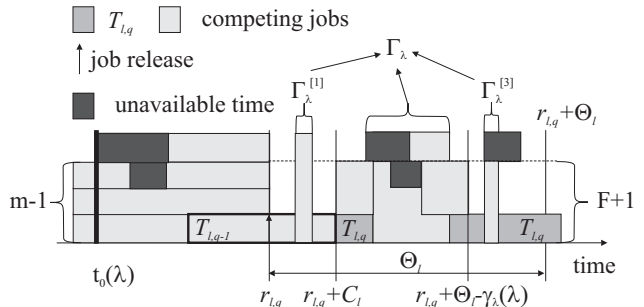 T_{l,q} competing jobs
job release
unavailable time
Γ_λ
Γ_λ^{[1]} Γ_λ^{[3]}
r_{l,q}+Θ_l
m-1 F+1
T_{l,q-1} T_{l,q} T_{l,q}
t_0(λ) Θ_l time
r_{l,q} r_{l,q}+C_l r_{l,q}+Θ_l-γ_λ(λ)